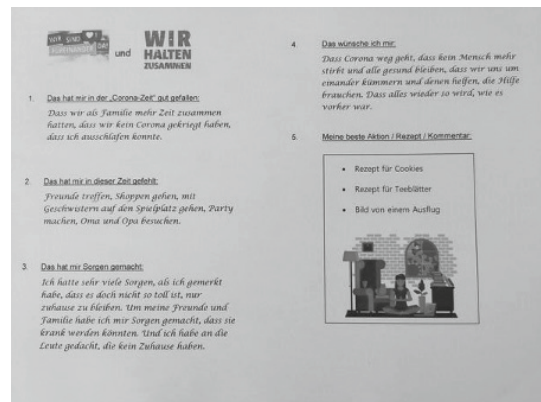 WIR SIND
FÜREINANDER DA!
und
WIR
HALTEN
ZUSAMMEN
1. Das hat mir in der „Corona-Zeit" gut gefallen:
Dass wir als Familie mehr Zeit zusammen
hatten, dass wir kein Corona gekriegt haben,
dass ich ausschlafen konnte.
2. Das hat mir in dieser Zeit gefehlt:
Freunde treffen, Shoppen gehen, mit
Geschwistern auf den Spielplatz gehen, Party
machen, Oma und Opa besuchen.
3. Das hat mir Sorgen gemacht:
Ich hatte sehr viele Sorgen, als ich gemerkt
habe, dass es doch nicht so toll ist, nur
zuhause zu bleiben. Um meine Freunde und
Familie habe ich mir Sorgen gemacht, dass sie
krank werden könnten. Und ich habe an die
Leute gedacht, die kein Zuhause haben.
4. Das wünsche ich mir:
Dass Corona weg geht, dass kein Mensch mehr
stirbt und alle gesund bleiben, dass wir uns um
einander kümmern und denen helfen, die Hilfe
brauchen. Dass alles wieder so wird, wie es
vorher war.
5. Meine beste Aktion / Rezept / Kommentar:
• Rezept für Cookies
• Rezept für Teeblätter
• Bild von einem Ausflug